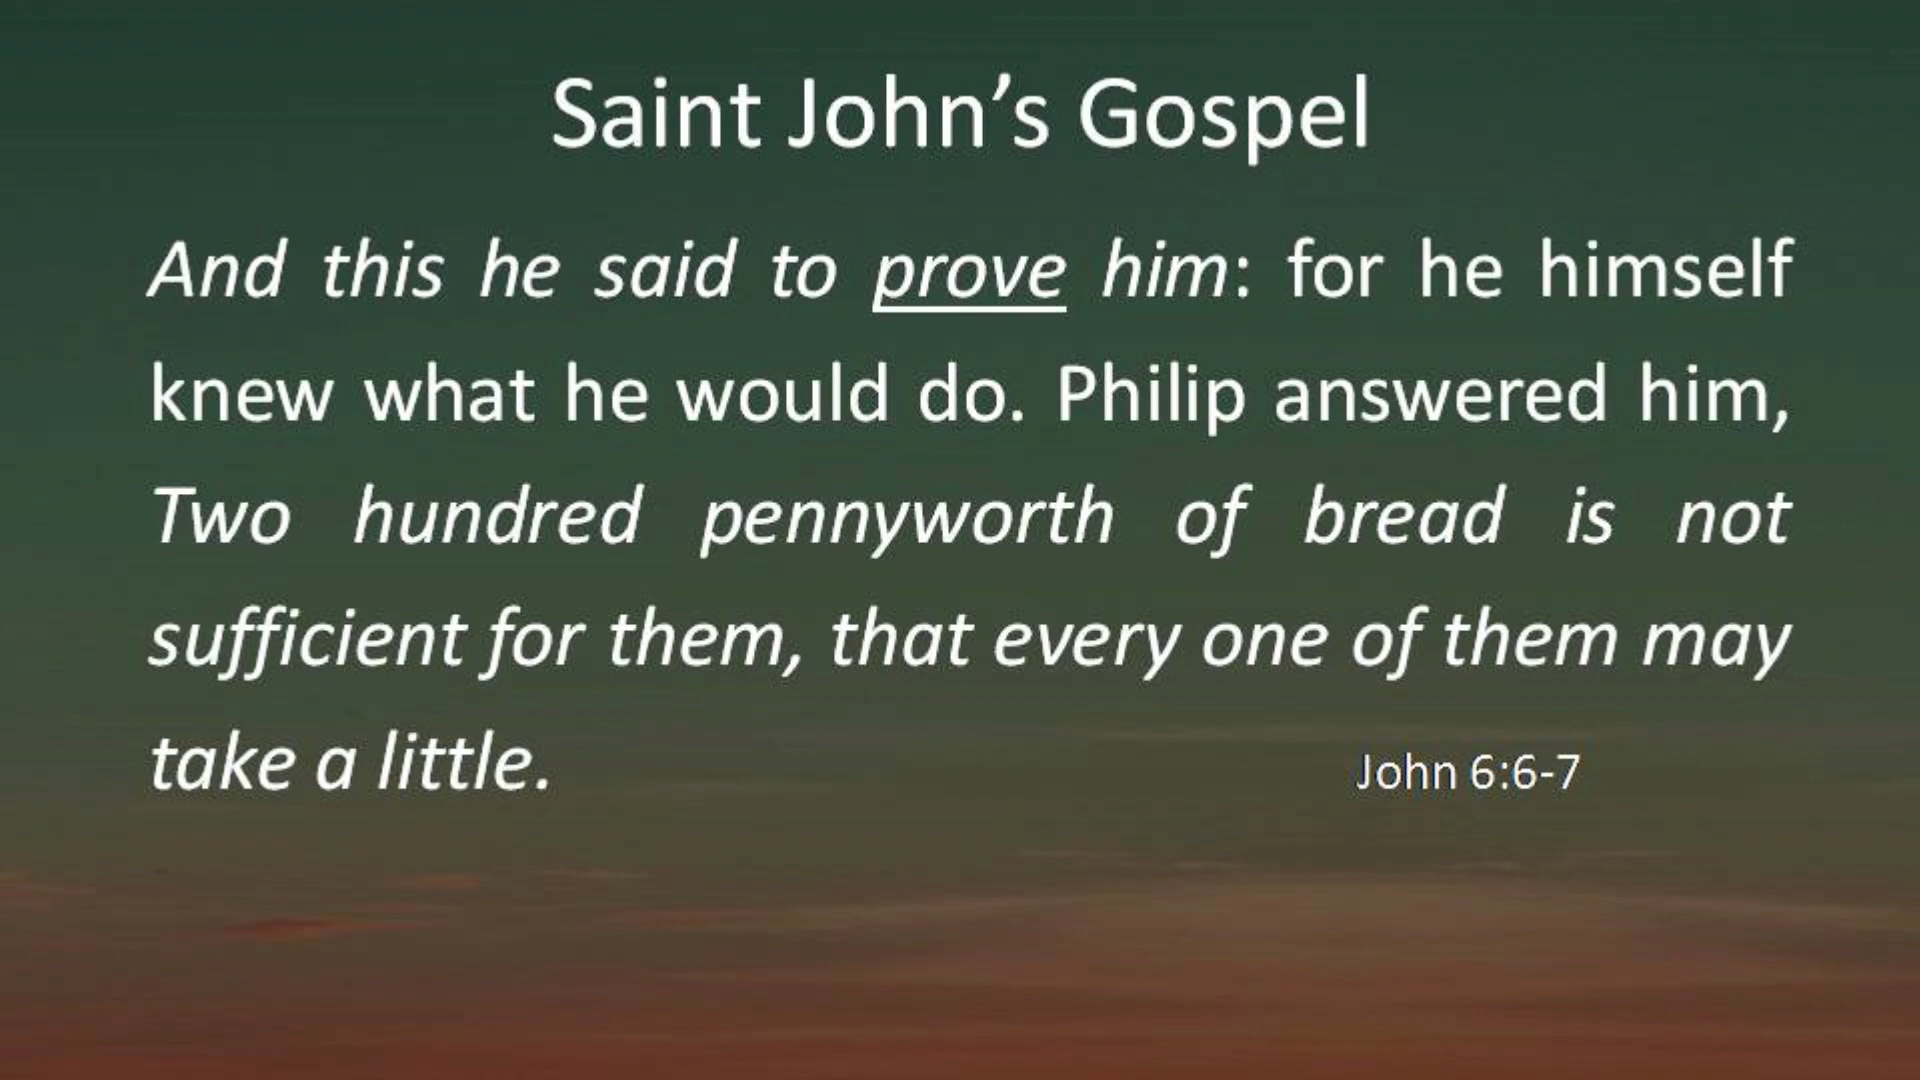 Saint John’s Gospel
And this he said to prove him: for he himself
knew what he would do. Philip answered him,
Two hundred pennyworth of bread is not
sufficient for them, that every one of them may
take a little.
John 6:6-7